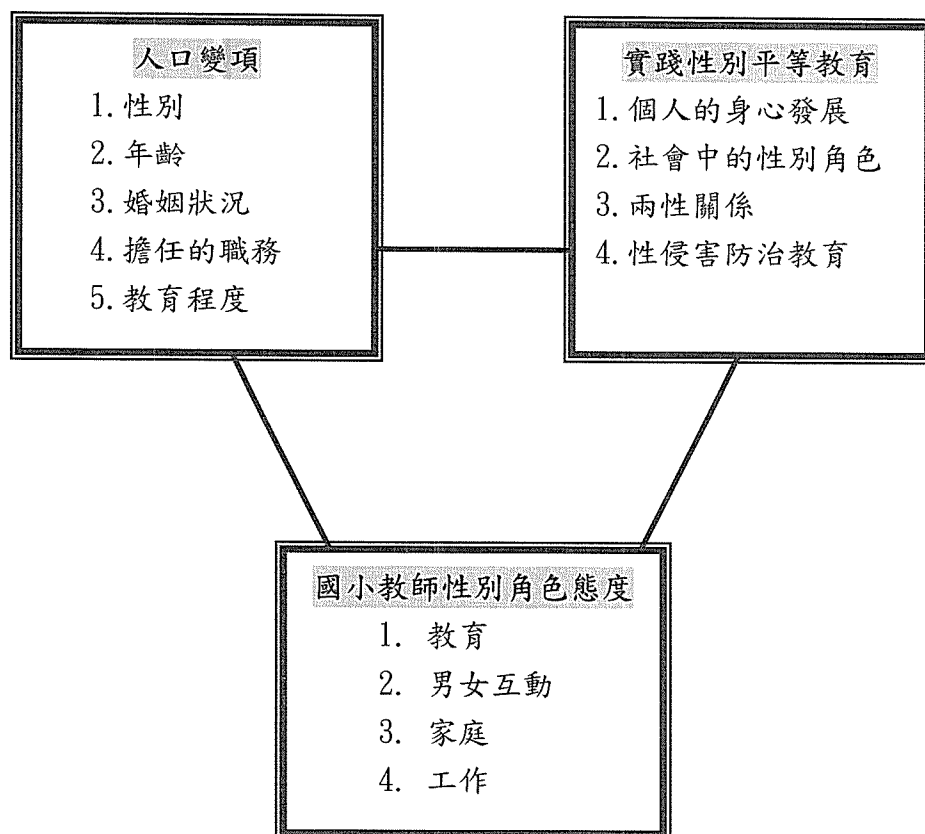 人口變項
1.性別
2.年齡
3.婚姻狀況
4.擔任的職務
5.教育程度
實踐性別平等教育
1.個人的身心發展
2.社會中的性別角色
3.兩性關係
4.性侵害防治教育
國小教師性別角色態度
1. 教育
2. 男女互動
3. 家庭
4. 工作